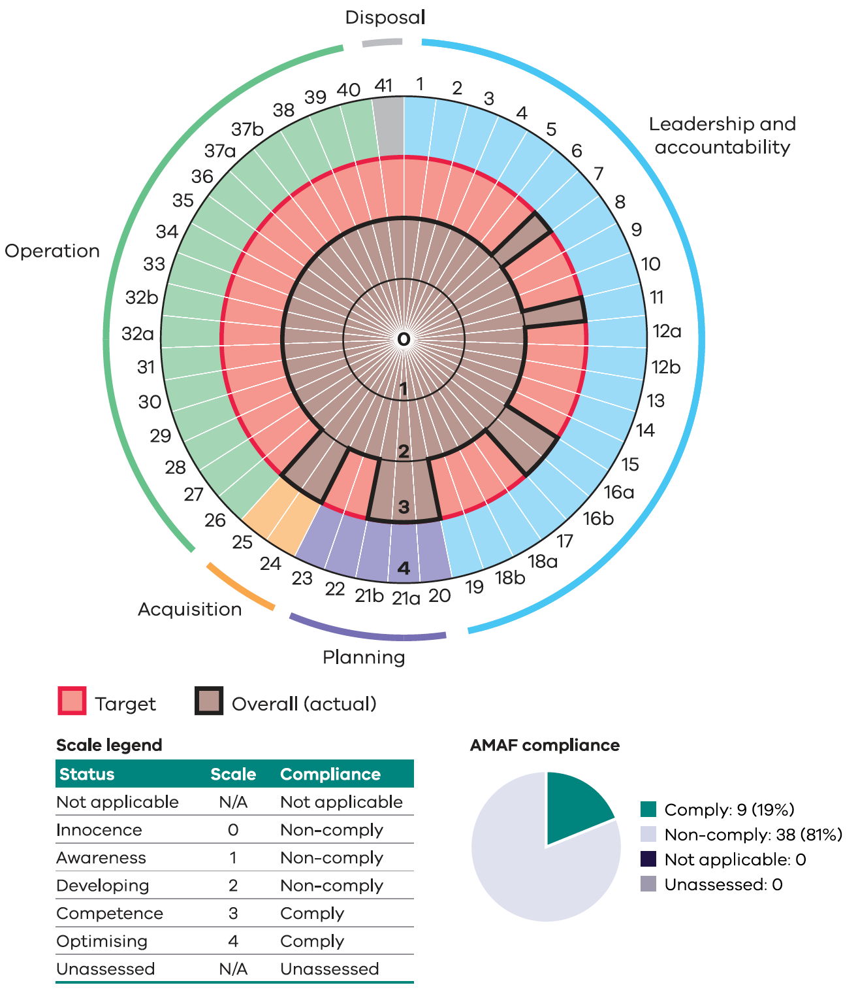 Disposal
Leadership and
accountability
Operation
Acquisition
Planning
1
2
3
4
5
6
7
8
9
10
11
12a
12b
13
14
15
16a
16b
17
18a
18b
19
20
21a
21b
22
23
24
25
26
27
28
29
30
31
32a
32b
33
34
35
36
37a
37b
38
39
40
41
0
1
2
3
4
Target
Overall (actual)
Scale legend
Status Scale Compliance
Not applicable N/A Not applicable
Innocence 0 Non-comply
Awareness 1 Non-comply
Developing 2 Non-comply
Competence 3 Comply
Optimising 4 Comply
Unassessed N/A Unassessed
AMAF compliance
Comply: 9 (19%)
Non-comply: 38 (81%)
Not applicable: 0
Unassessed: 0